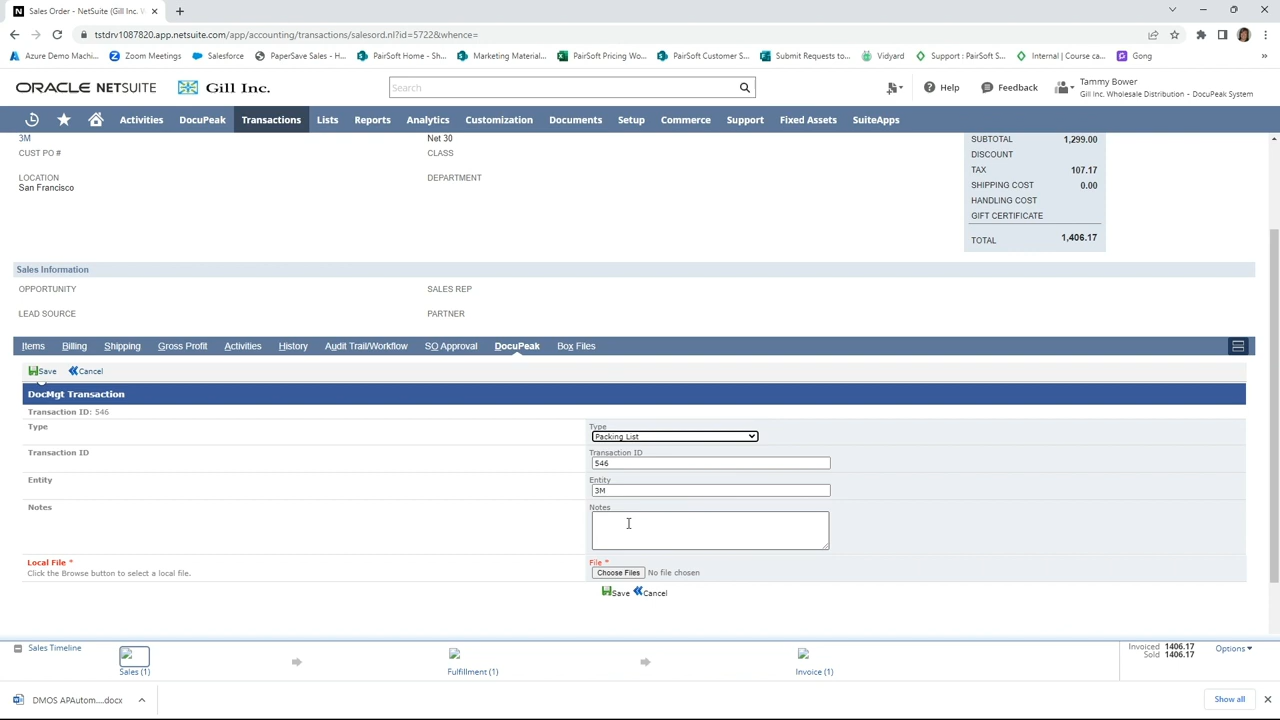 Sales Order - NetSuite (Gill Inc. W
tstdrv1087820.app.netsuite.com/app/accounting/transactions/salesord.nl?id=5722&whence=
Azure Demo Machi...
Zoom Meetings
Salesforce
PaperSave Sales - H...
PairSoft Home - Sh...
Marketing Material...
PairSoft Pricing Wo...
PairSoft Customer S...
Submit Requests to...
Vidyard
Support : PairSoft S...
Internal | Course ca...
Gong
ORACLE NETSUITE
Gill Inc.
Search
Help
Feedback
Tammy Bower
Gill Inc. Wholesale Distribution - DocuPeak System
Activities
DocuPeak
Transactions
Lists
Reports
Analytics
Customization
Documents
Setup
Commerce
Support
Fixed Assets
SuiteApps
3M
Net 30
SUBTOTAL 1,299.00
CUST PO #
CLASS
DISCOUNT
TAX 107.17
LOCATION
DEPARTMENT
San Francisco
SHIPPING COST 0.00
HANDLING COST
GIFT CERTIFICATE
TOTAL 1,406.17
Sales Information
OPPORTUNITY
SALES REP
LEAD SOURCE
PARTNER
Items
Billing
Shipping
Gross Profit
Activities
History
Audit Trail/Workflow
SO Approval
DocuPeak
Box Files
Save
Cancel
DocMgt Transaction
Transaction ID: 546
Type
Type
Packing List
Transaction ID
Transaction ID
546
Entity
Entity
3M
Notes
Notes
Local File *
File *
Click the Browse button to select a local file.
Choose Files
No file chosen
Save
Cancel
Sales Timeline
Sales (1)
Fulfillment (1)
Invoice (1)
Invoiced 1406.17
Sold 1406.17
Options
DMOS APAutom....docx
Show all